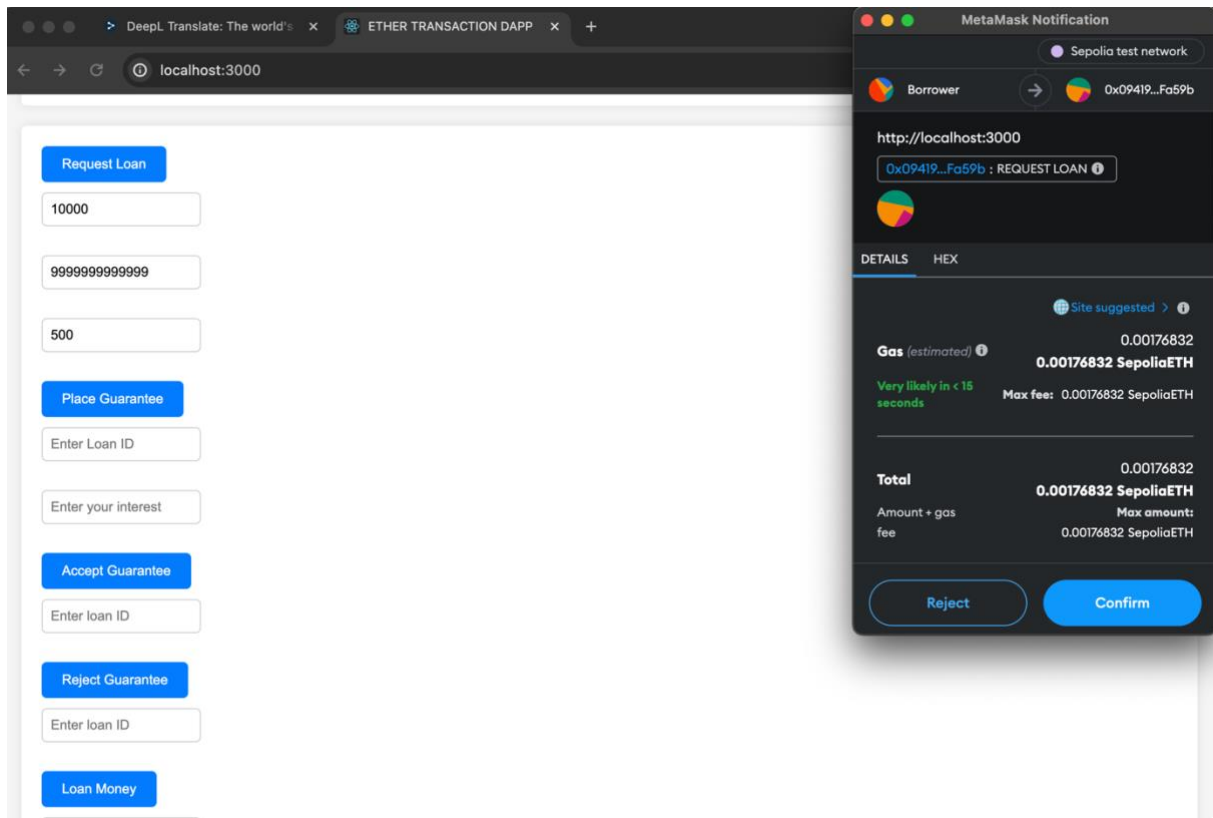 DeepL Translate: The world's
ETHER TRANSACTION DAPP
localhost:3000
Request Loan
10000
9999999999999
500
Place Guarantee
Enter Loan ID
Enter your interest
Accept Guarantee
Enter loan ID
Reject Guarantee
Enter loan ID
Loan Money
MetaMask Notification
Sepolia test network
Borrower
0x09419...Fa59b
http://localhost:3000
0x09419...Fa59b : REQUEST LOAN
DETAILS HEX
Site suggested >
0.00176832
Gas (estimated)
0.00176832 SepoliaETH
Very likely in < 15
seconds
Max fee: 0.00176832 SepoliaETH
0.00176832
Total
0.00176832 SepoliaETH
Amount + gas
fee
Max amount:
0.00176832 SepoliaETH
Reject
Confirm